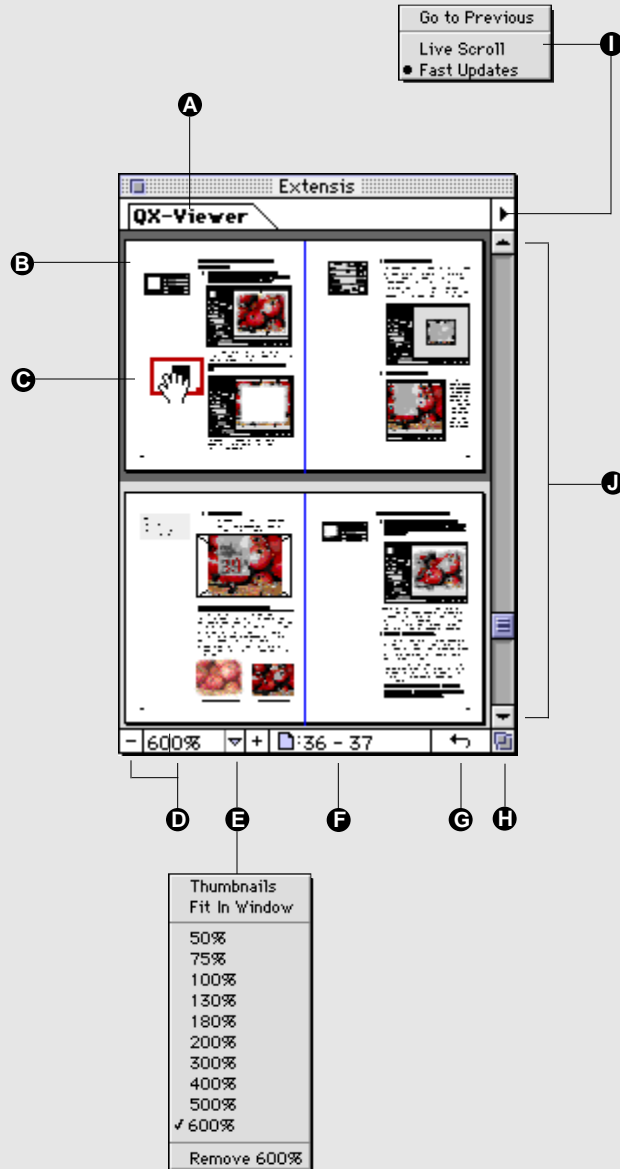 Go to Previous
Live Scroll
Fast Updates
I
A
Extensis
QX-Viewer
B
C
J
39
- 600% + :36 - 37
D
E
F
G
H
Thumbnails
Fit In Window
50%
75%
100%
130%
180%
200%
300%
400%
500%
✓ 600%
Remove 600%